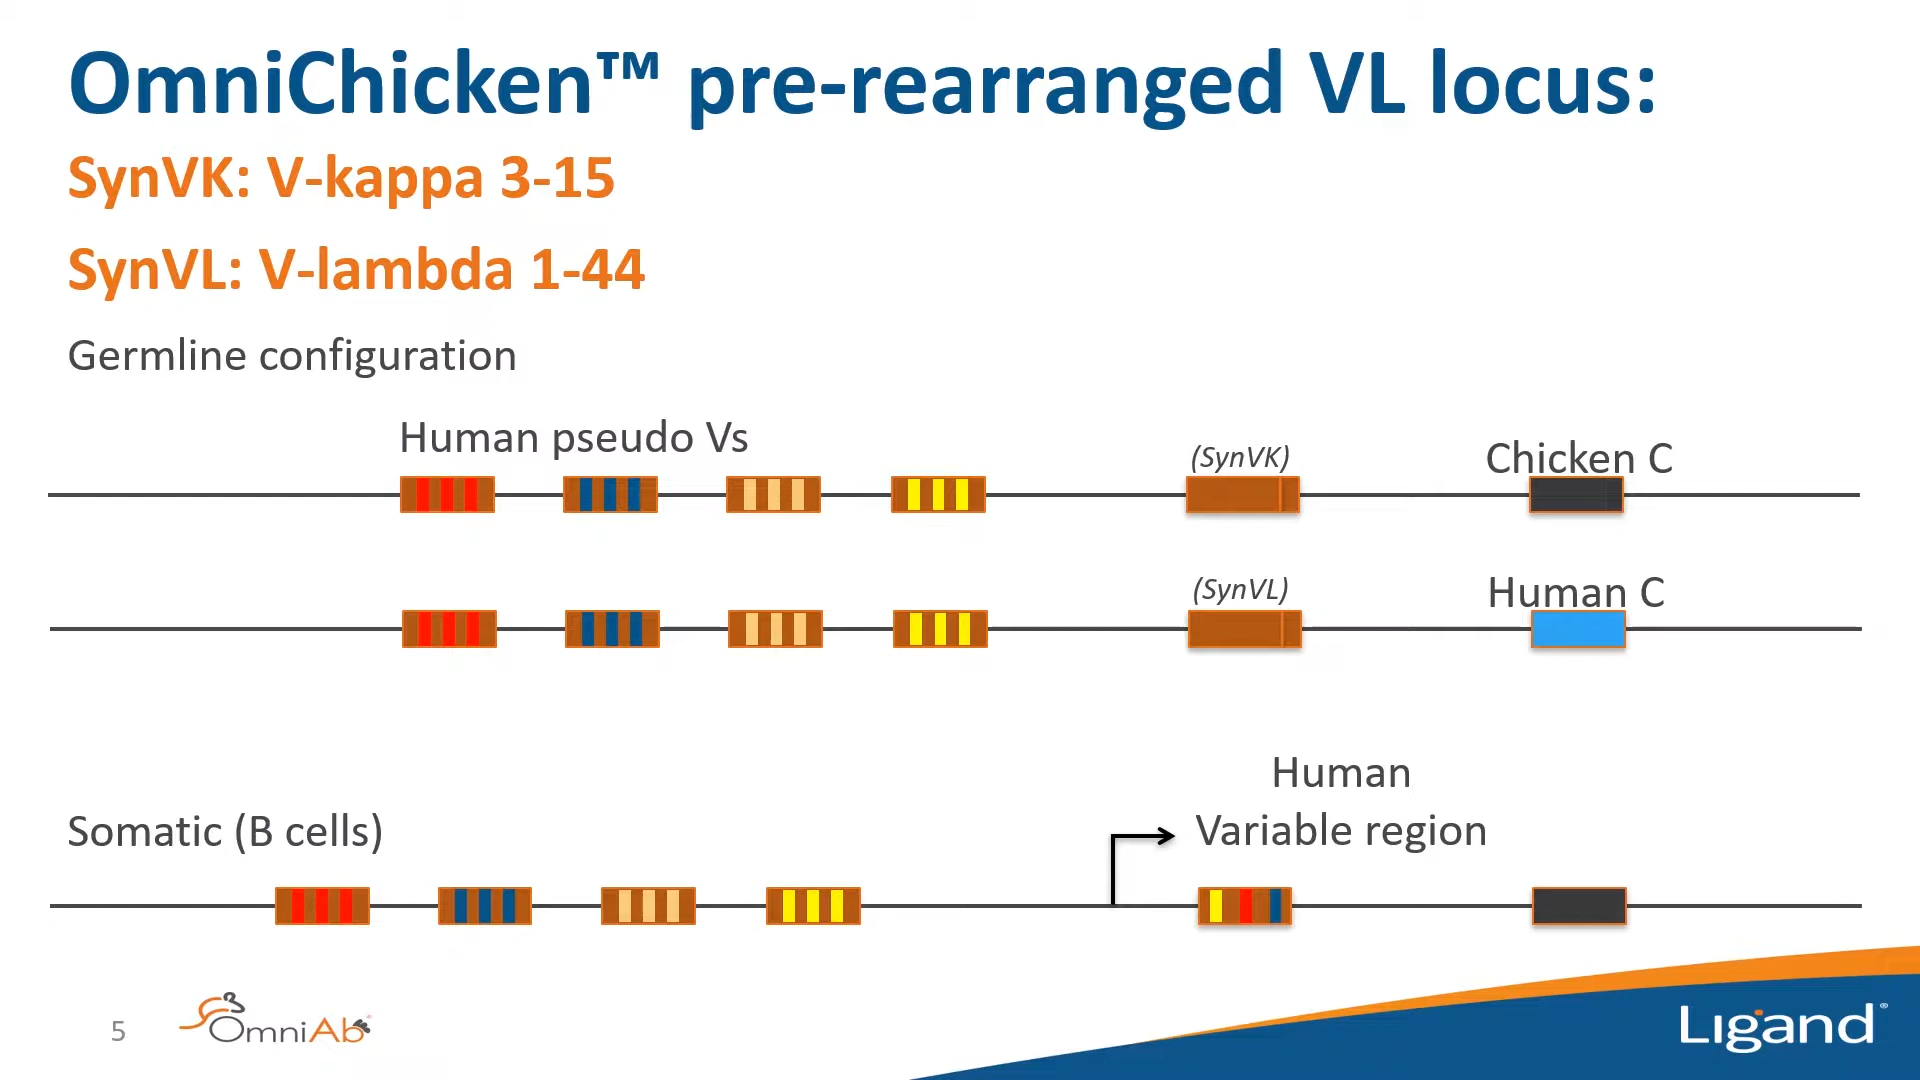 OmniChicken™ pre-rearranged VL locus:
SynVK: V-kappa 3-15
SynVL: V-lambda 1-44
Germline configuration
Human pseudo Vs
(SynVK)
Chicken C
(SynVL)
Human C
Human
Variable region
Somatic (B cells)
5
OmniAb
Ligand